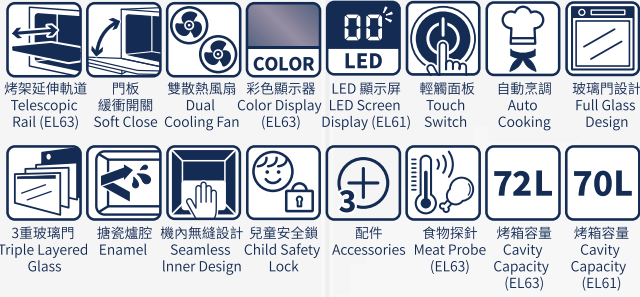 COLOR
00
LED
烤架延伸軌道
Telescopic
Rail (EL63)
門板
緩衝開關
Soft Close
雙散熱風扇
Dual
Cooling Fan
彩色顯示器
Color Display
(EL63)
LED 顯示屏
LED Screen
Display (EL61)
輕觸面板
Touch
Switch
自動烹調
Auto
Cooking
玻璃門設計
Full Glass
Design
3
72L
70L
3重玻璃門
Triple Layered
Glass
搪瓷爐腔
Enamel
機內無縫設計
Seamless
Inner Design
兒童安全鎖
Child Safety
Lock
配件
Accessories
食物探針
Meat Probe
(EL63)
烤箱容量
Cavity
Capacity
(EL63)
烤箱容量
Cavity
Capacity
(EL61)